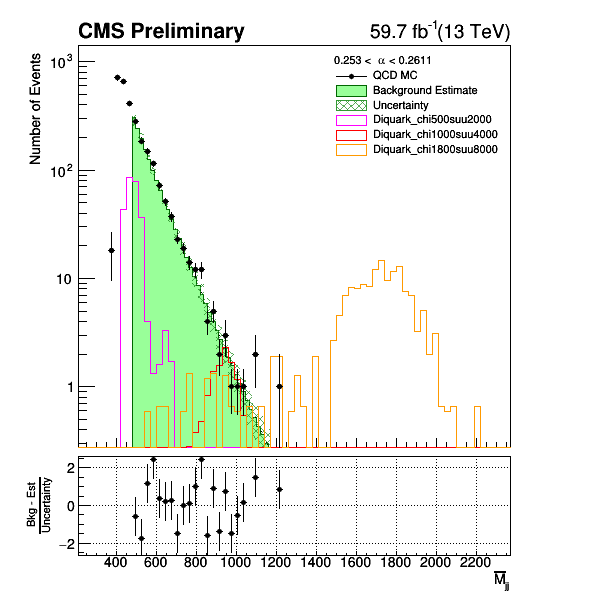 CMS Preliminary 59.7 fb⁻¹(13 TeV)
0.253 < α < 0.2611
QCD MC
Background Estimate
Uncertainty
Diquark_chi500suu2000
Diquark_chi1000suu4000
Diquark_chi1800suu8000
Number of Events
10³
10²
10
1
Bkg - Est
Uncertainty
2
0
−2
400 600 800 1000 1200 1400 1600 1800 2000 2200
M̅jj